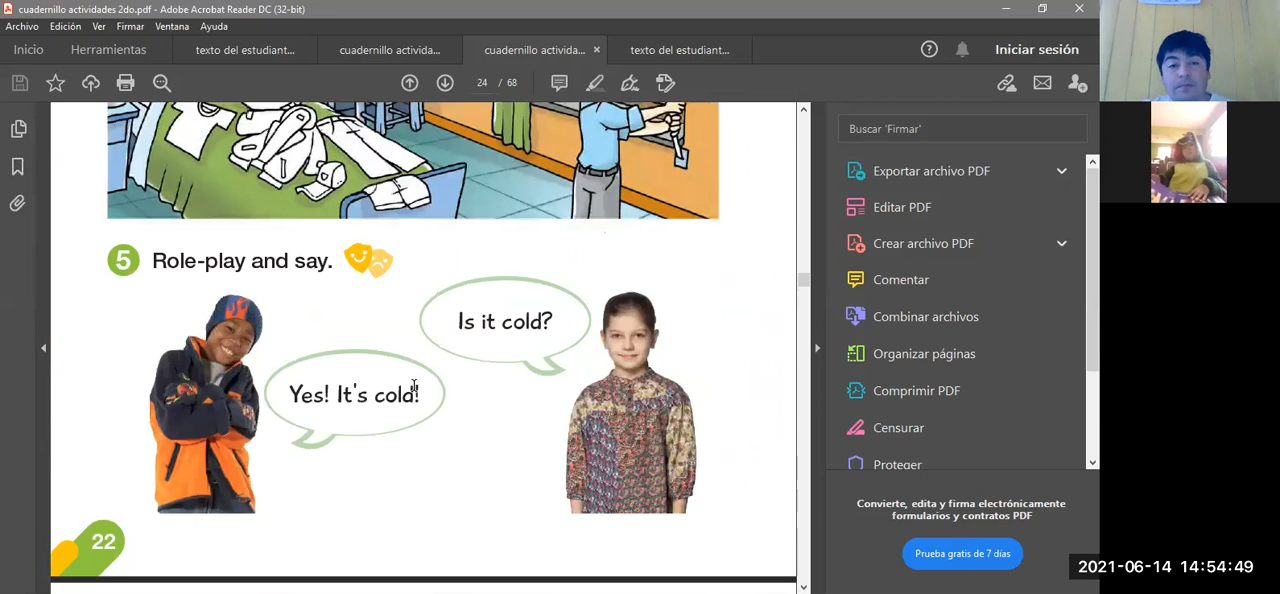 cuadernillo actividades 2do.pdf - Adobe Acrobat Reader DC (32-bit)
Archivo Edición Ver Firmar Ventana Ayuda
Inicio Herramientas texto del estudiant... cuadernillo activida... cuadernillo activida... × texto del estudiant... Iniciar sesión
24 / 68
5 Role-play and say.
Is it cold?
Yes! It's cold!
22
Buscar 'Firmar'
Exportar archivo PDF
Editar PDF
Crear archivo PDF
Comentar
Combinar archivos
Organizar páginas
Comprimir PDF
Censurar
Proteger
Convierte, edita y firma electrónicamente
formularios y contratos PDF
Prueba gratis de 7 días
2021-06-14 14:54:49